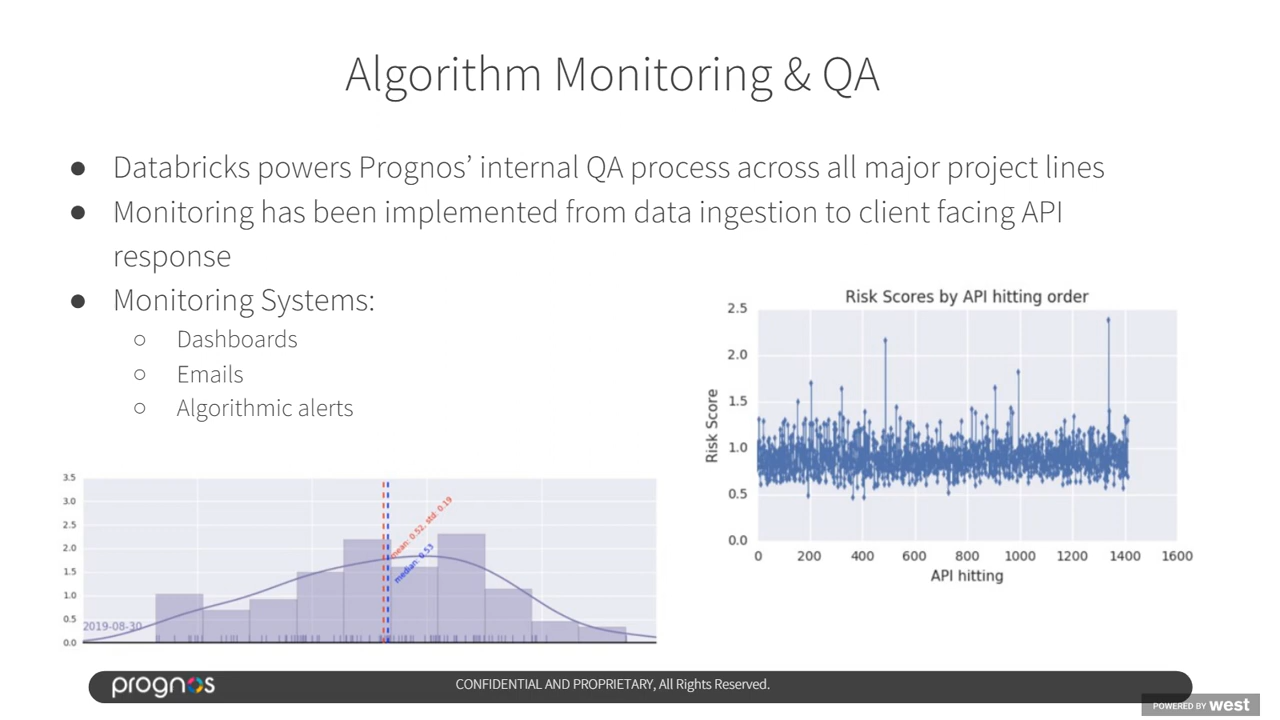 Algorithm Monitoring & QA
● Databricks powers Prognos’ internal QA process across all major project lines
● Monitoring has been implemented from data ingestion to client facing API
response
● Monitoring Systems:
○ Dashboards
○ Emails
○ Algorithmic alerts
Risk Scores by API hitting order
2.5
2.0
1.5
1.0
0.5
0.0
Risk Score
0 200 400 600 800 1000 1200 1400 1600
API hitting
3.5
3.0
2.5
2.0
1.5
1.0
0.5
0.0
mean: 0.52, std: 0.19
median: 0.53
2019-08-30
prognos
CONFIDENTIAL AND PROPRIETARY, All Rights Reserved.
POWERED BY west